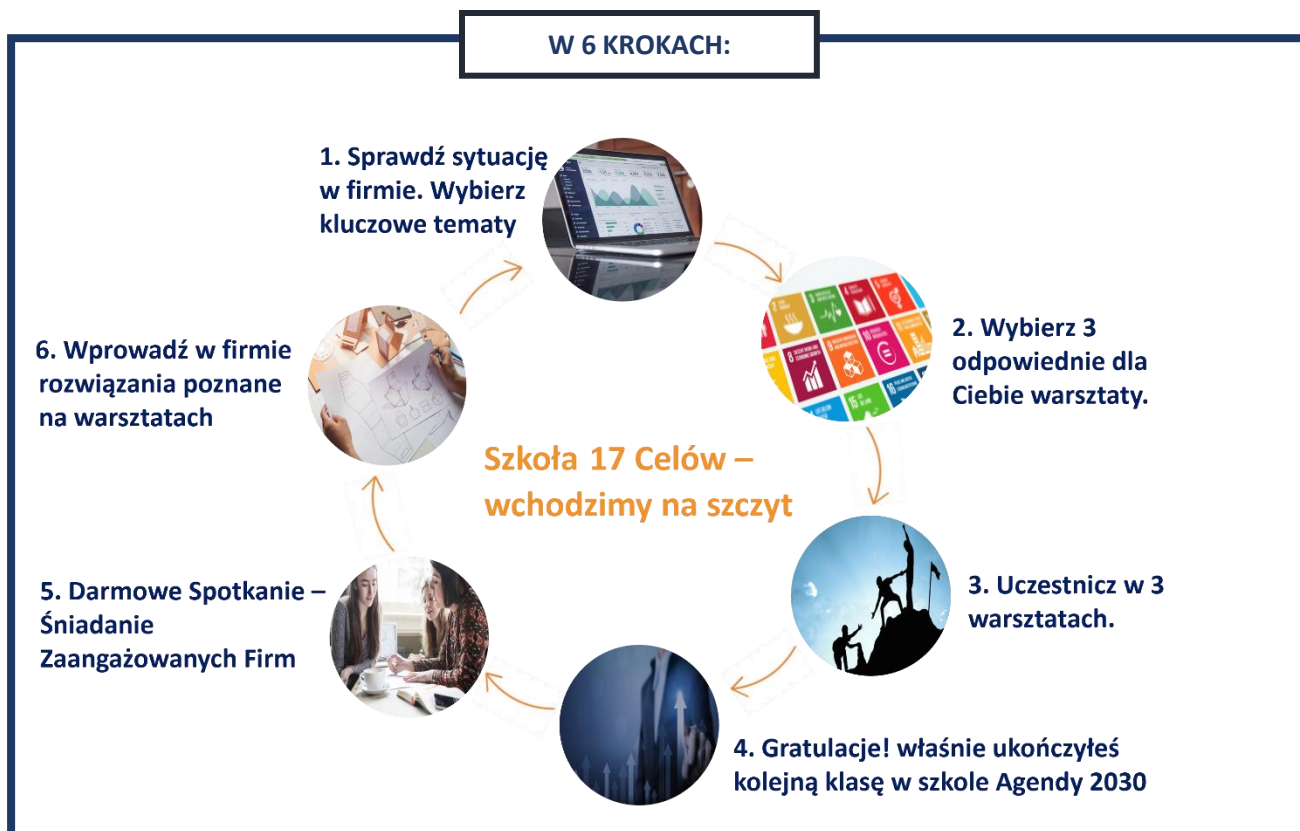 W 6 KROKACH:
1. Sprawdź sytuację
w firmie. Wybierz
kluczowe tematy
2. Wybierz 3
odpowiednie dla
Ciebie warsztaty.
3. Uczestnicz w 3
warsztatach.
4. Gratulacje! właśnie ukończyłeś
kolejną klasę w szkole Agendy 2030
5. Darmowe Spotkanie –
Śniadanie
Zaangażowanych Firm
6. Wprowadź w firmie
rozwiązania poznane
na warsztatach
Szkoła 17 Celów –
wchodzimy na szczyt